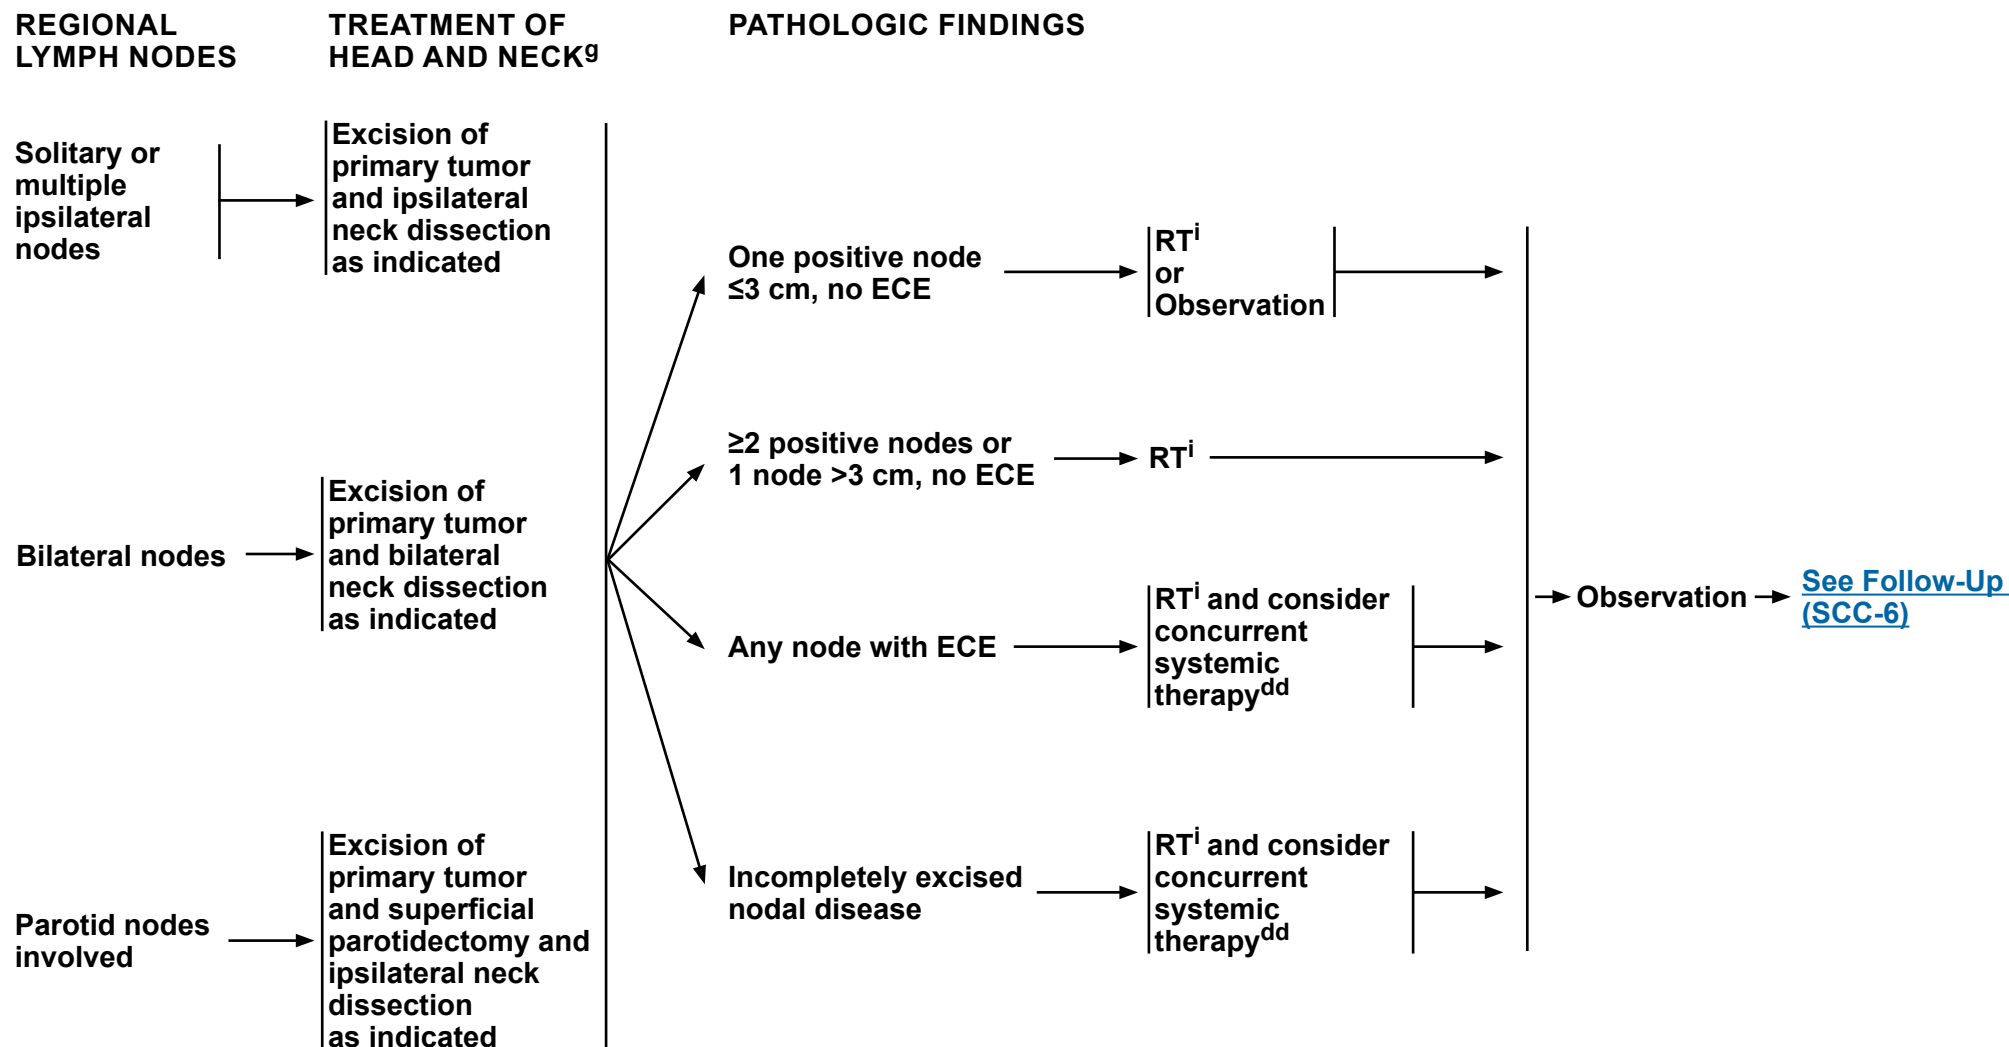 REGIONAL
LYMPH NODES
TREATMENT OF
HEAD AND NECKg
PATHOLOGIC FINDINGS
Solitary or
multiple
ipsilateral
nodes
Excision of
primary tumor
and ipsilateral
neck dissection
as indicated
Bilateral nodes
Excision of
primary tumor
and bilateral
neck dissection
as indicated
Parotid nodes
involved
Excision of
primary tumor
and superficial
parotidectomy and
ipsilateral neck
dissection
as indicated
One positive node
≤3 cm, no ECE
RTi
or
Observation
≥2 positive nodes or
1 node >3 cm, no ECE
RTi
Any node with ECE
RTi and consider
concurrent
systemic
therapydd
Incompletely excised
nodal disease
RTi and consider
concurrent
systemic
therapydd
Observation
See Follow-Up
(SCC-6)